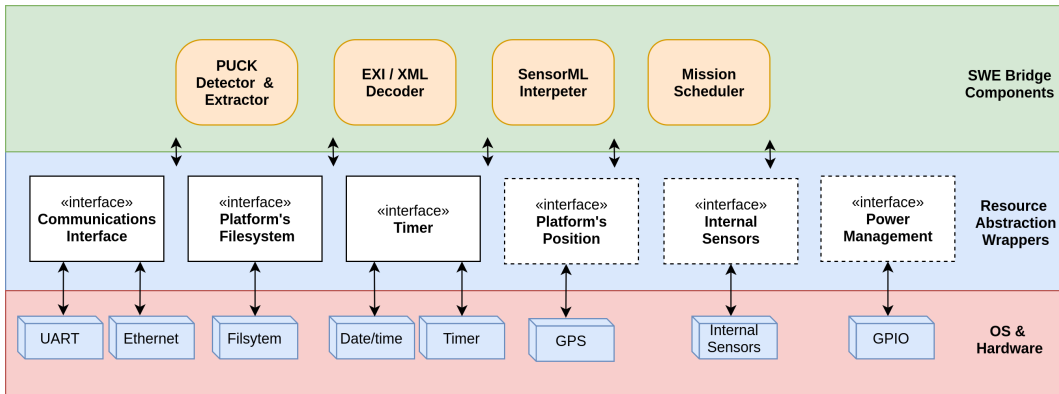 PUCK
Detector & 
Extractor
EXI / XML
Decoder
SensorML
Interpeter
Mission
Scheduler
SWE Bridge
Components
«interface»
Communications
Interface
«interface»
Platform's
Filesystem
«interface»
Timer
«interface»
Platform's
Position
«interface»
Internal
Sensors
«interface»
Power
Management
Resource
Abstraction
Wrappers
UART
Ethernet
Filsytem
Date/time
Timer
GPS
Internal
Sensors
GPIO
OS &
Hardware